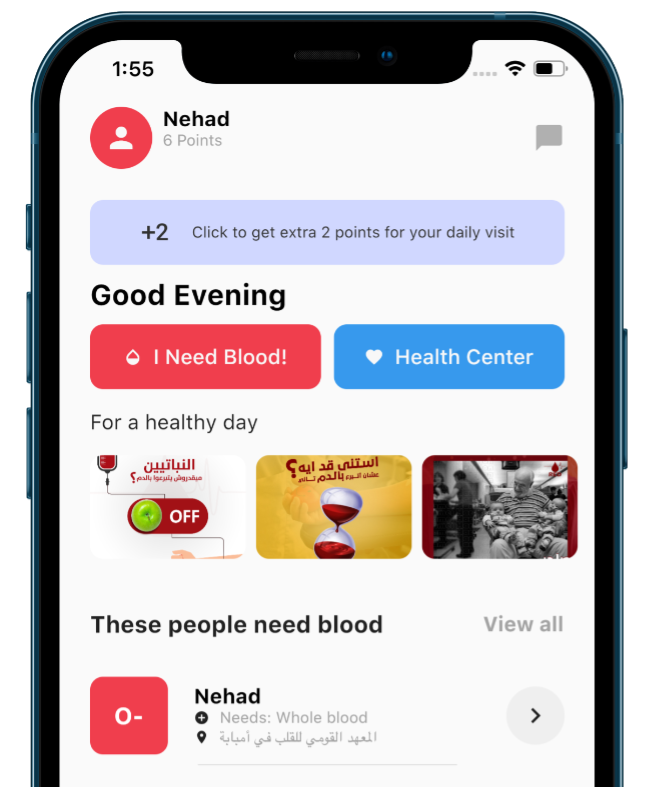 1:55
Nehad
6 Points
+2 Click to get extra 2 points for your daily visit
Good Evening
I Need Blood!
Health Center
For a healthy day
النباتيين
ميقدروش يتبرعوا بالدم؟
OFF
استنى قد ايه؟
عشان اتبرع بالدم تاني
These people need blood
View all
O-
Nehad
Needs: Whole blood
المعهد القومي للقلب في أمبابة